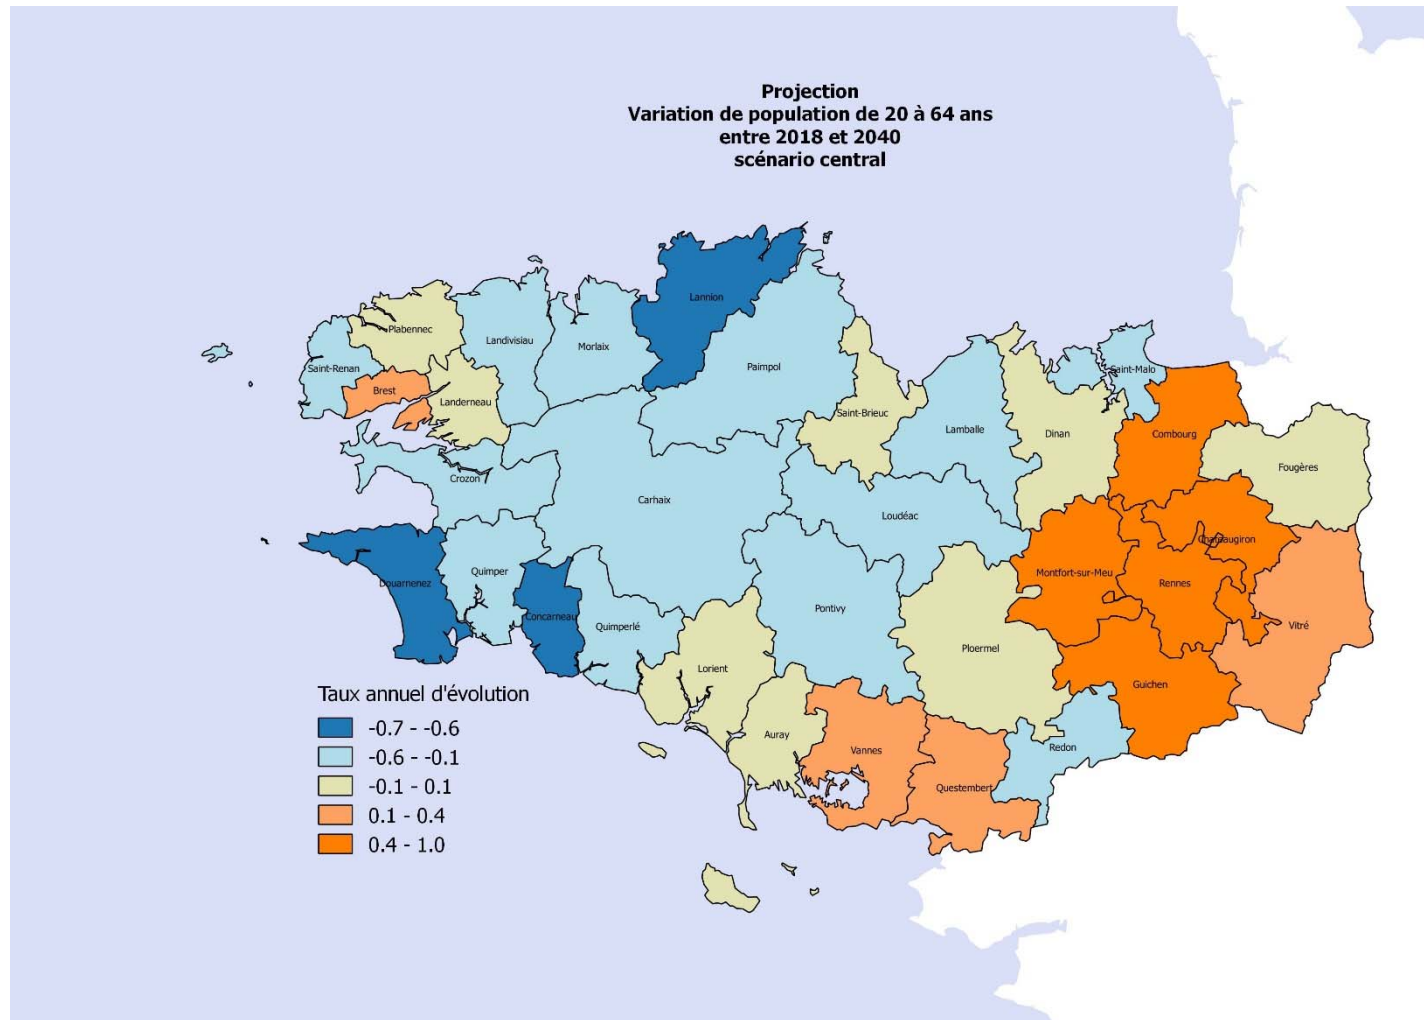 Projection
Variation de population de 20 à 64 ans
entre 2018 et 2040
scénario central
Lannion
Plabennec
Landivisiau
Morlaix
Saint-Renan
Paimpol
Saint-Malo
Brest
Landerneau
Saint-Brieuc
Lamballe
Dinan
Combourg
Fougères
Crozon
Carhaix
Loudéac
Chateaugiron
Douarnenez
Quimper
Montfort-sur-Meu
Rennes
Concarneau
Quimperlé
Pontivy
Vitré
Ploermel
Lorient
Guichen
Auray
Vannes
Redon
Questembert
Taux annuel d'évolution
-0.7 - -0.6
-0.6 - -0.1
-0.1 - 0.1
0.1 - 0.4
0.4 - 1.0